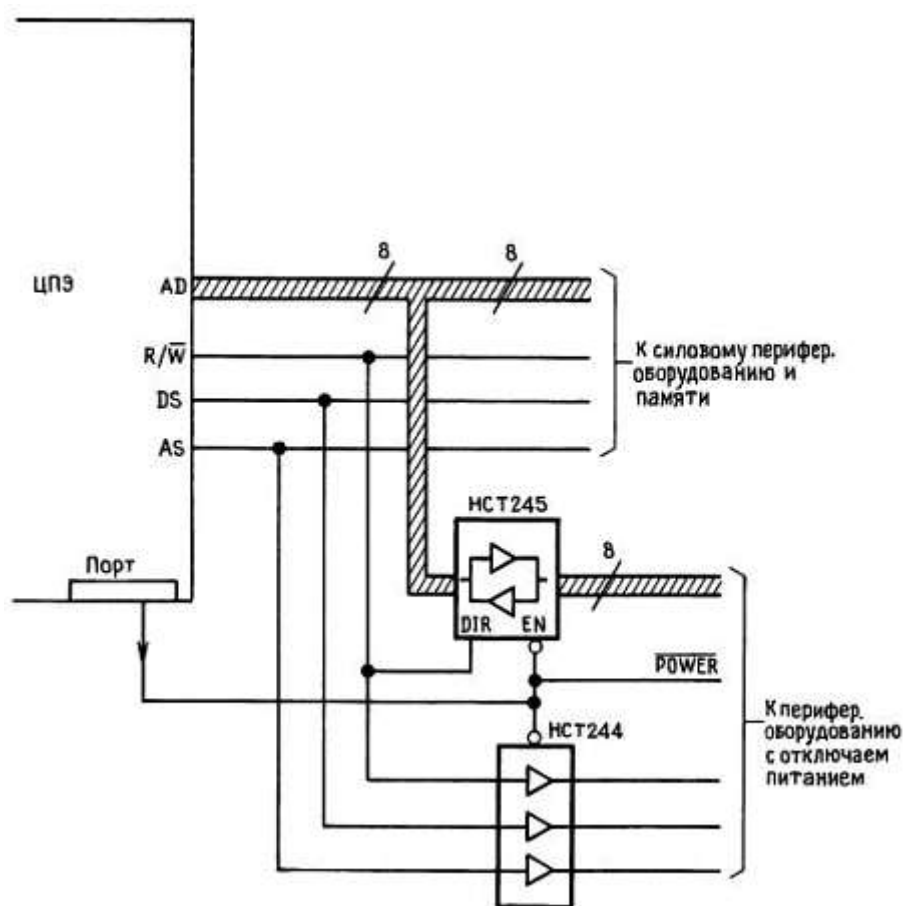 8
8
ЦПЭ
AD
R/W̅
DS
AS
К силовому перифер.
оборудованию и
памяти
HCT245
8
Порт
DIR EN
P̅O̅W̅E̅R̅
HCT244
К перифер.
оборудованию
с отключаем
питанием